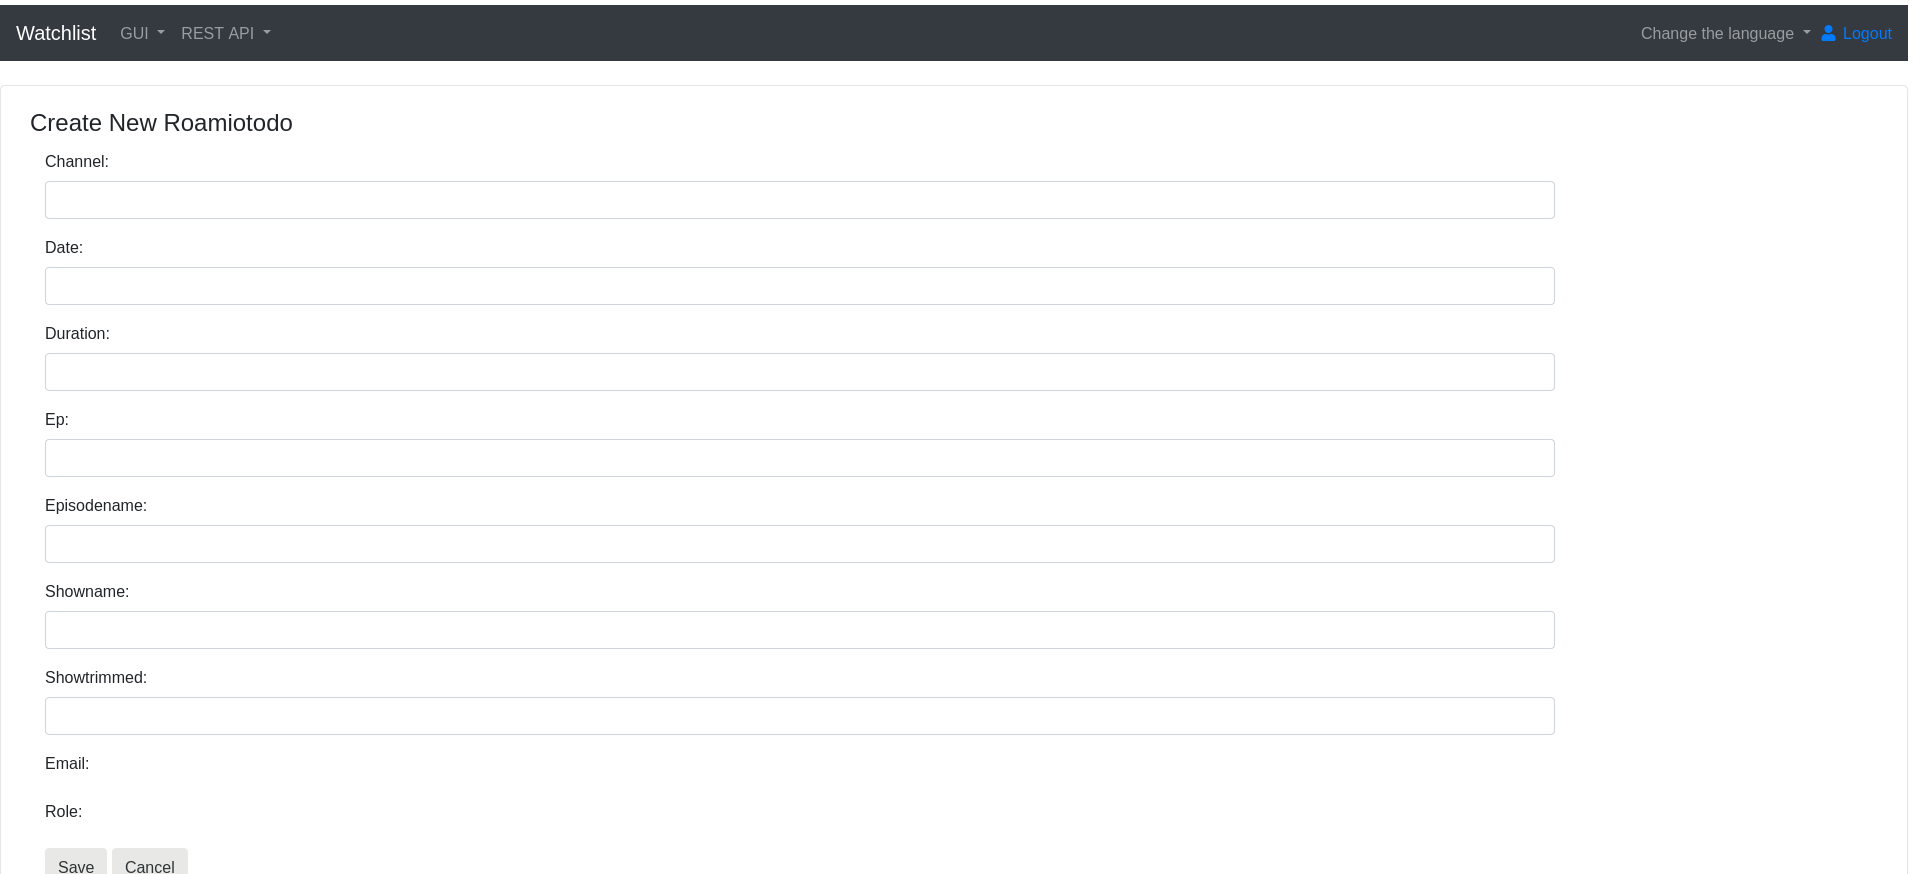 Watchlist GUI REST API Change the language Logout
Create New Roamiotodo
Channel:
Date:
Duration:
Ep:
Episodename:
Showname:
Showtrimmed:
Email:
Role:
Save Cancel